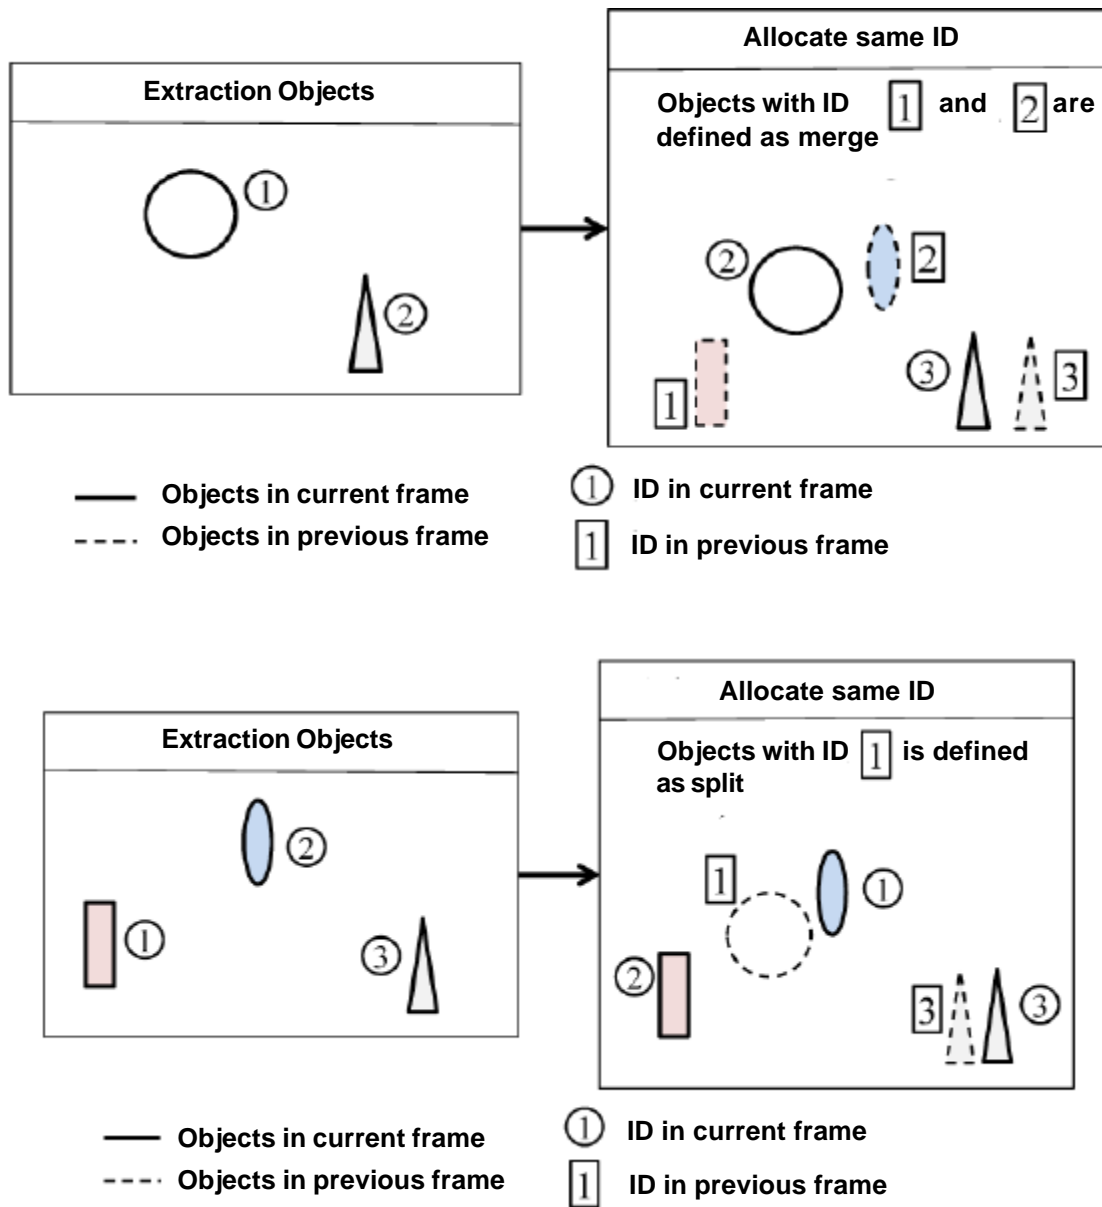 Allocate same ID
Extraction Objects
Objects with ID 1 and 2 are
defined as merge
1
2
2
2
1
3
3
Objects in current frame
1 ID in current frame
Objects in previous frame
1 ID in previous frame
Allocate same ID
Extraction Objects
Objects with ID 1 is defined
as split
2
1
3
1
1
2
3
3
Objects in current frame
1 ID in current frame
Objects in previous frame
1 ID in previous frame